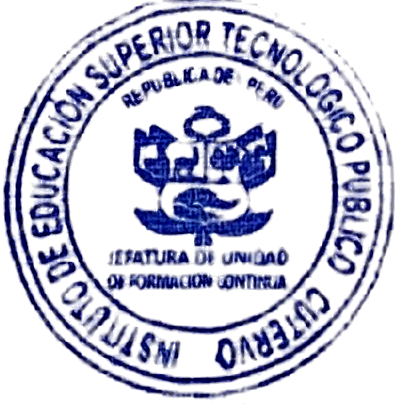 INSTITUTO DE EDUCACIÓN SUPERIOR TECNOLOGICO PUBLICO CUTERVO
REPUBLICA DEL PERU
JEFATURA DE UNIDAD
DE FORMACION CONTINUA